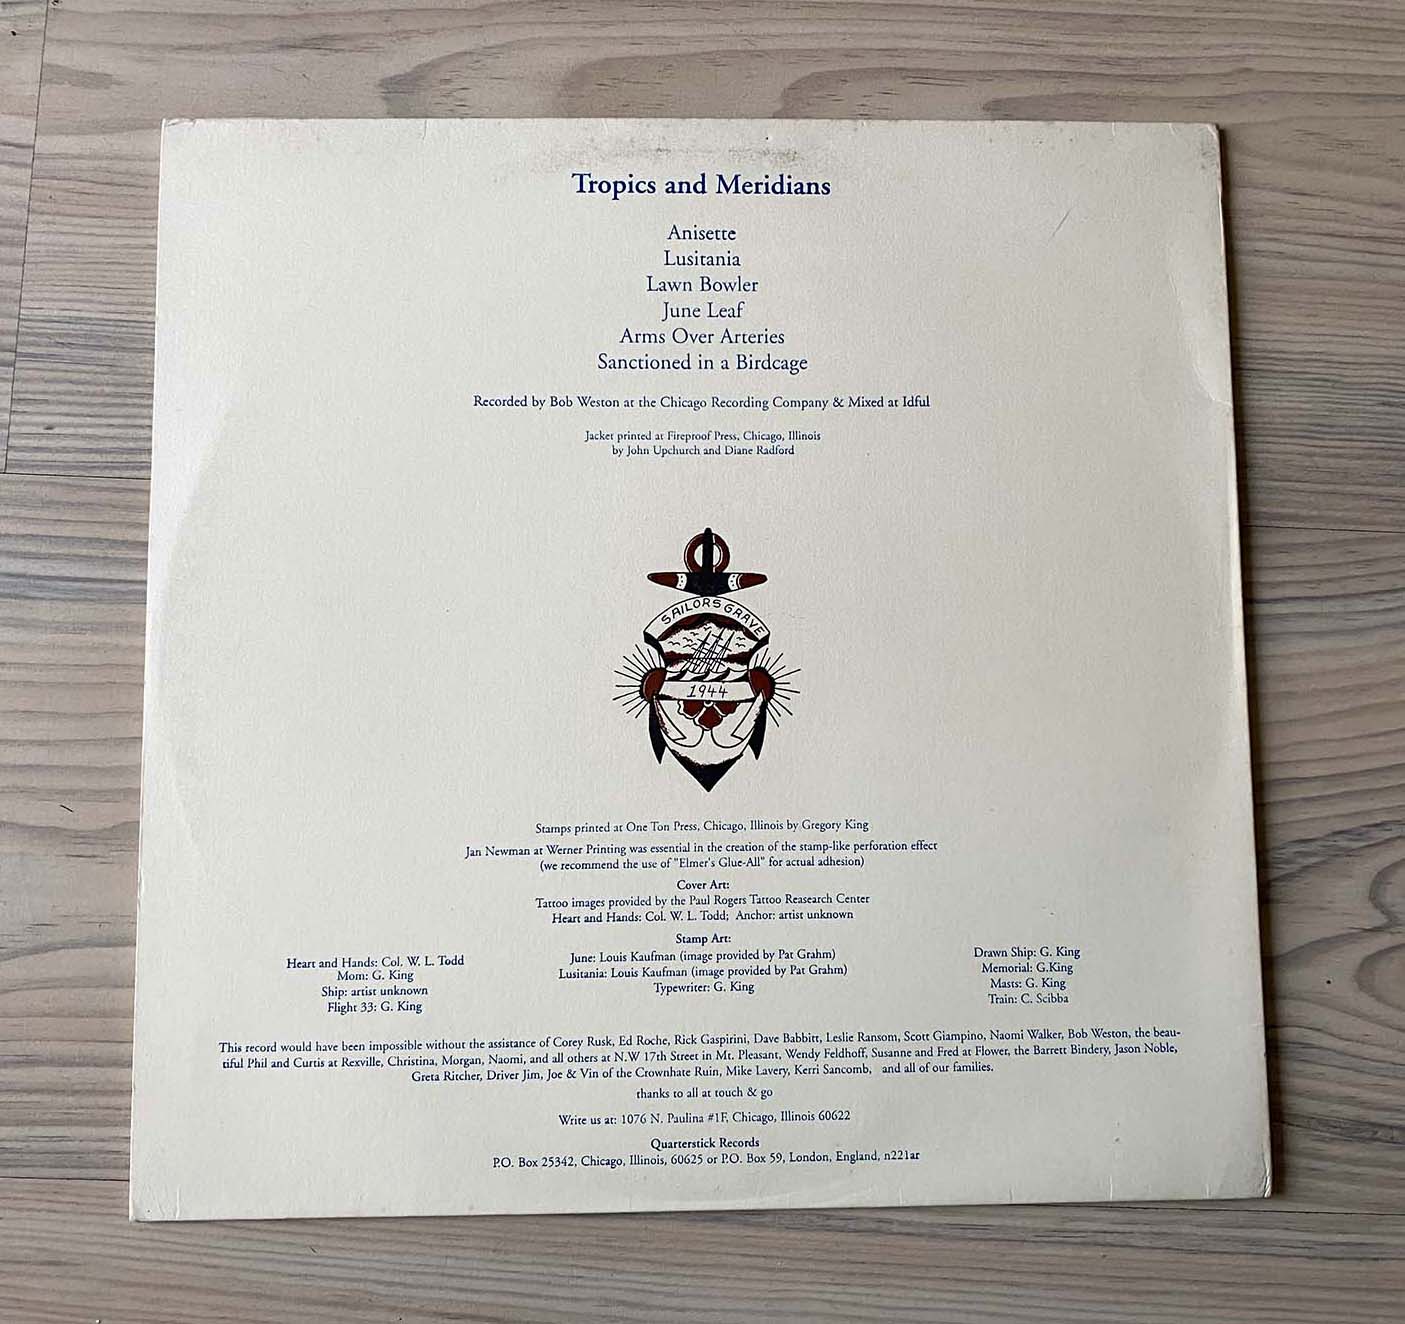 Tropics and Meridians
Anisette
Lusitania
Lawn Bowler
June Leaf
Arms Over Arteries
Sanctioned in a Birdcage
Recorded by Bob Weston at the Chicago Recording Company & Mixed at Idful
Jacket printed at Fireproof Press, Chicago, Illinois
by John Upchurch and Diane Radford
SAILORS GRAVE
1944
Stamps printed at One Ton Press, Chicago, Illinois by Gregory King
Jan Newman at Werner Printing was essential in the creation of the stamp-like perforation effect
(we recommend the use of "Elmer's Glue-All" for actual adhesion)
Cover Art:
Tattoo images provided by the Paul Rogers Tattoo Reasearch Center
Heart and Hands: Col. W. L. Todd; Anchor: artist unknown
Stamp Art:
Heart and Hands: Col. W. L. Todd
Mom: G. King
Ship: artist unknown
Flight 33: G. King
June: Louis Kaufman (image provided by Pat Grahm)
Lusitania: Louis Kaufman (image provided by Pat Grahm)
Typewriter: G. King
Drawn Ship: G. King
Memorial: G.King
Masts: G. King
Train: C. Scibba
This record would have been impossible without the assistance of Corey Rusk, Ed Roche, Rick Gaspirini, Dave Babbitt, Leslie Ransom, Scott Giampino, Naomi Walker, Bob Weston, the beau-
tiful Phil and Curtis at Rexville, Christina, Morgan, Naomi, and all others at N.W 17th Street in Mt. Pleasant, Wendy Feldhoff, Susanne and Fred at Flower, the Barrett Bindery, Jason Noble,
Greta Ritcher, Driver Jim, Joe & Vin of the Crownhate Ruin, Mike Lavery, Kerri Sancomb, and all of our families.
thanks to all at touch & go
Write us at: 1076 N. Paulina #1F, Chicago, Illinois 60622
Quarterstick Records
P.O. Box 25342, Chicago, Illinois, 60625 or P.O. Box 59, London, England, n221ar